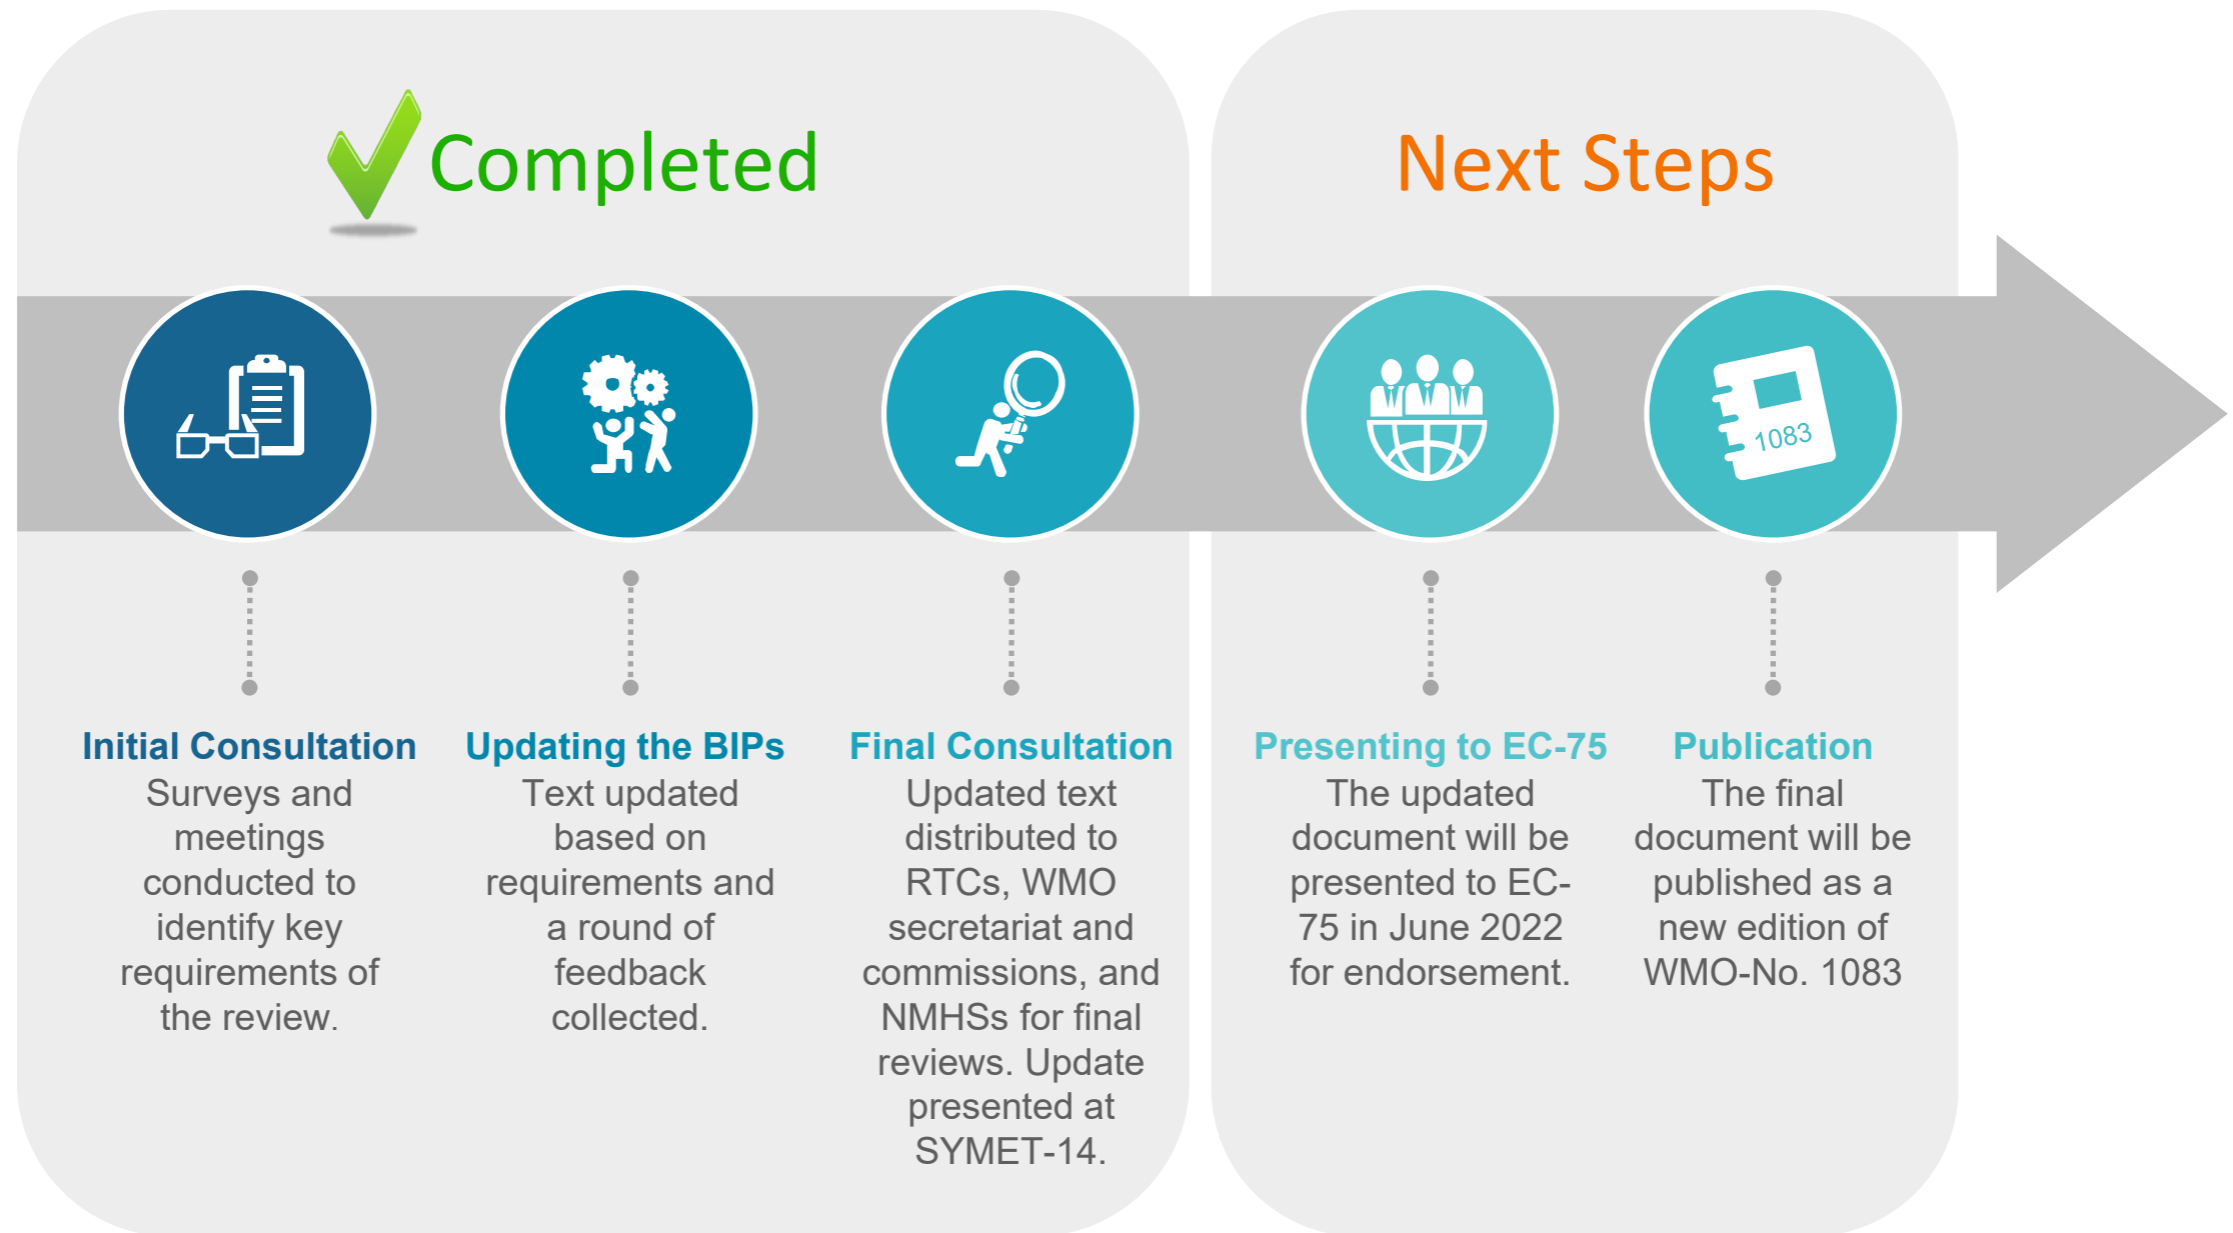 Completed
Next Steps
1083
Initial Consultation
Surveys and
meetings
conducted to
identify key
requirements of
the review.
Updating the BIPs
Text updated
based on
requirements and
a round of
feedback
collected.
Final Consultation
Updated text
distributed to
RTCs, WMO
secretariat and
commissions, and
NMHSs for final
reviews. Update
presented at
SYMET-14.
Presenting to EC-75
The updated
document will be
presented to EC-
75 in June 2022
for endorsement.
Publication
The final
document will be
published as a
new edition of
WMO-No. 1083